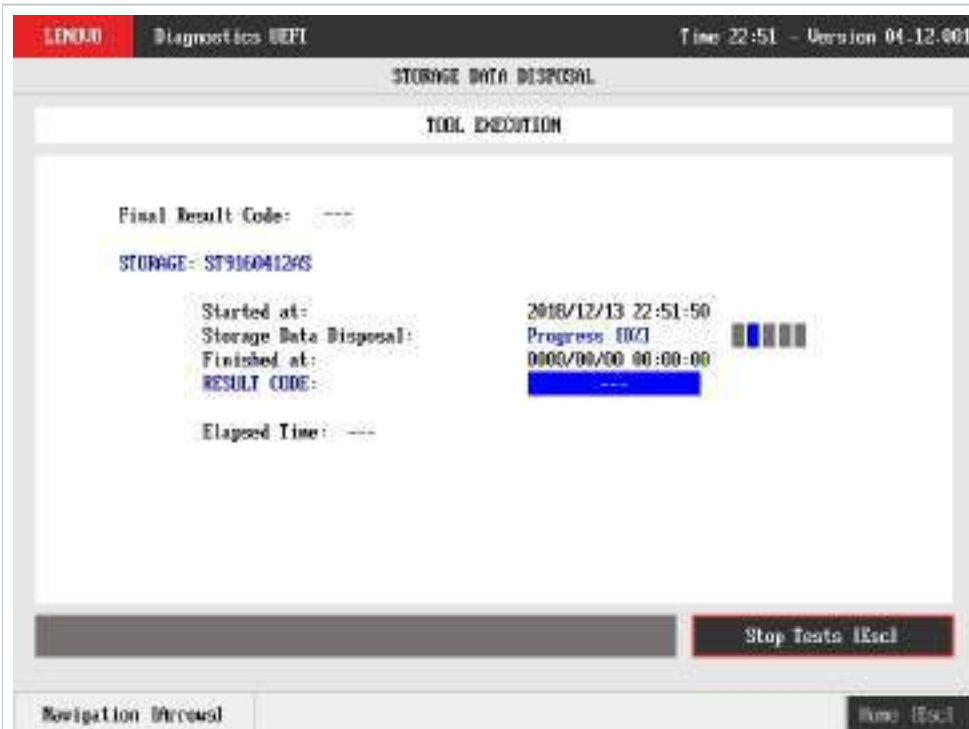 LENOVO Diagnostics UEFI Time 22:51 - Version 04.12.001
STORAGE DATA DISPOSAL
TOOL EXECUTION
Final Result Code: ---
STORAGE: ST9160412AS
Started at: 2018/12/13 22:51:50
Storage Data Disposal: Progress [0%]
Finished at: 0000/00/00 00:00:00
RESULT CODE: ---
Elapsed Time: ---
Stop Tests [Esc]
Navigation [Arrows] Home [Esc]